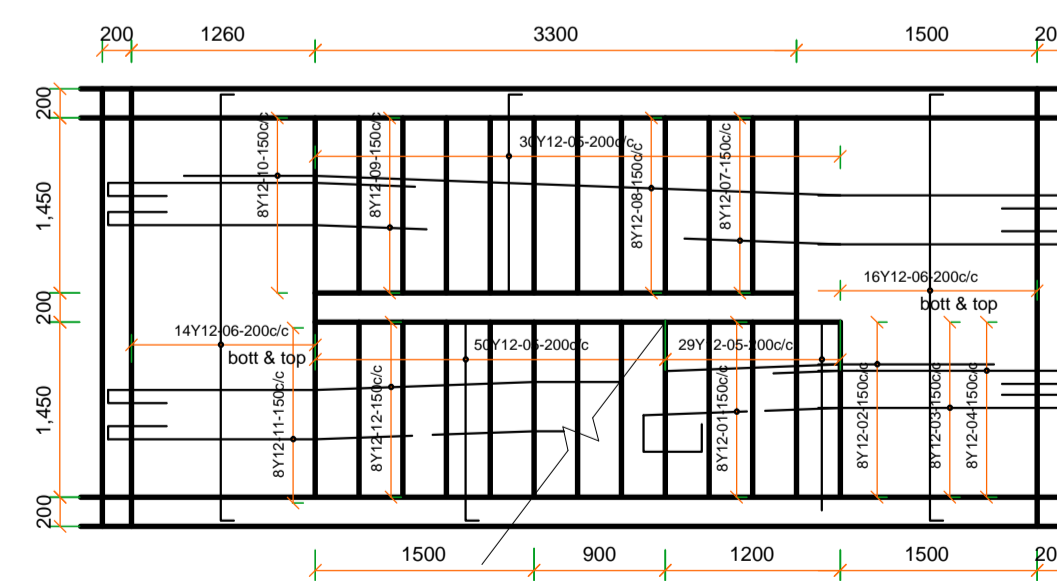 200 1260 3300 1500 20
200
1,450
200
1,450
200
8Y12-10-150c/c
8Y12-09-150c/c
30Y12-05-200c/c
8Y12-08-150c/c
8Y12-07-150c/c
16Y12-06-200c/c
bott & top
14Y12-06-200c/c
bott & top
50Y12-05-200c/c
29Y12-05-200c/c
8Y12-11-150c/c
8Y12-12-150c/c
8Y12-01-150c/c
8Y12-02-150c/c
8Y12-03-150c/c
8Y12-04-150c/c
1500 900 1200 1500 20